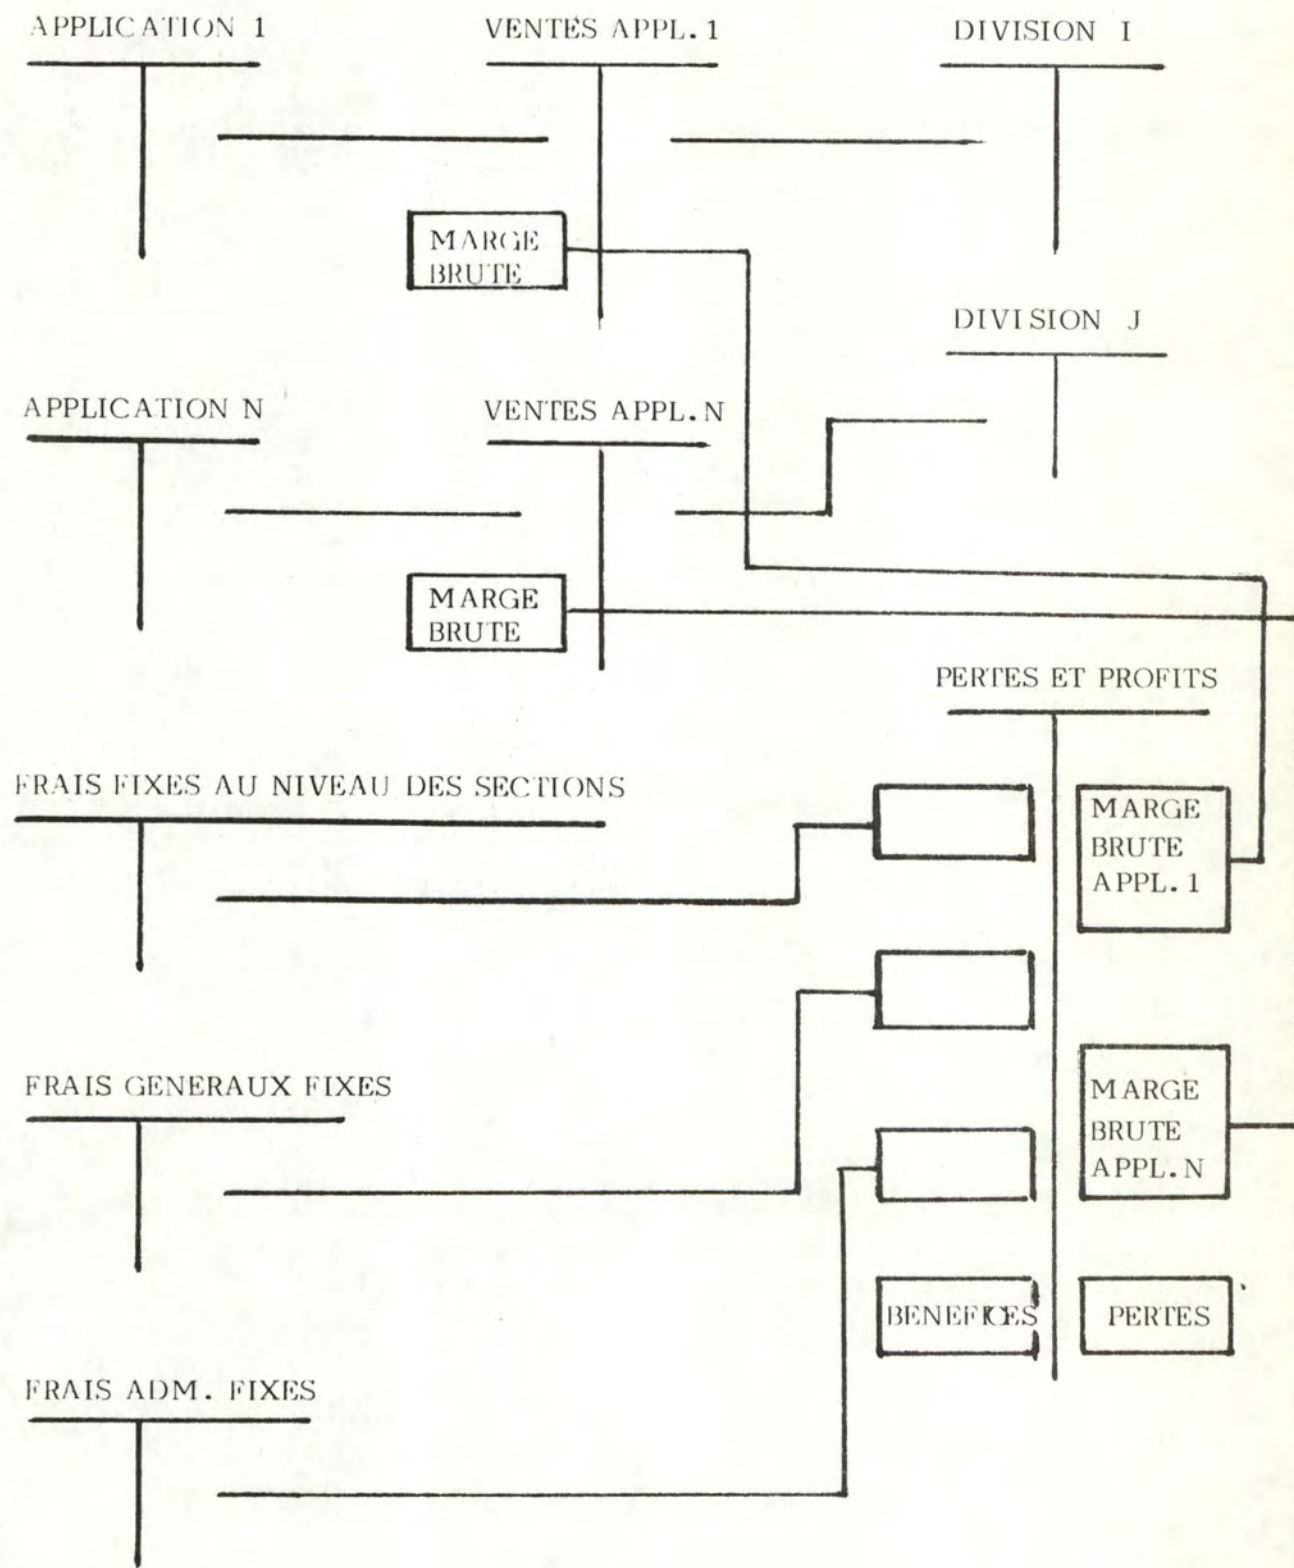 APPLICATION 1
VENTES APPL.1
DIVISION I
MARGE
BRUTE
DIVISION J
APPLICATION N
VENTES APPL.N
MARGE
BRUTE
PERTES ET PROFITS
FRAIS FIXES AU NIVEAU DES SECTIONS
MARGE
BRUTE
APPL.1
FRAIS GENERAUX FIXES
MARGE
BRUTE
APPL.N
BENEFICES
PERTES
FRAIS ADM. FIXES